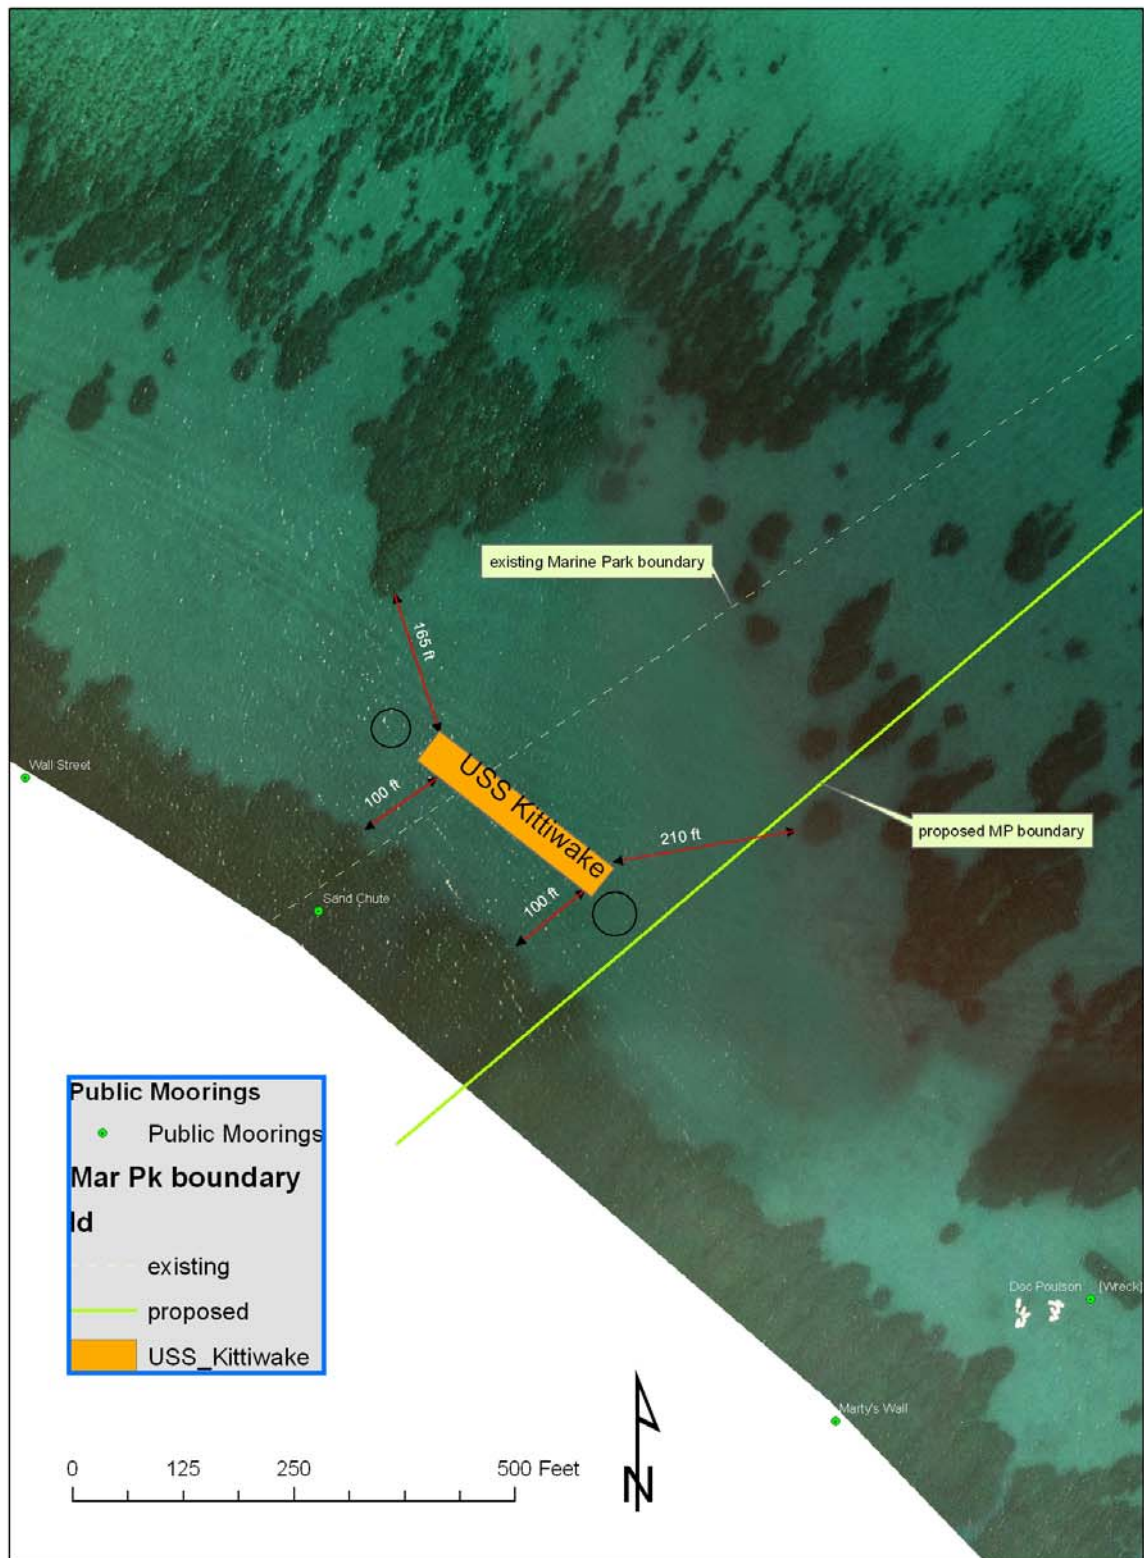 existing Marine Park boundary
165 ft
Wall Street
USS Kittiwake
100 ft
210 ft
proposed MP boundary
Sand Chute
100 ft
Public Moorings
Public Moorings
Mar Pk boundary
Id
existing
proposed
USS_Kittiwake
Doc Poulson (Wreck)
Marty's Wall
0 125 250 500 Feet
N